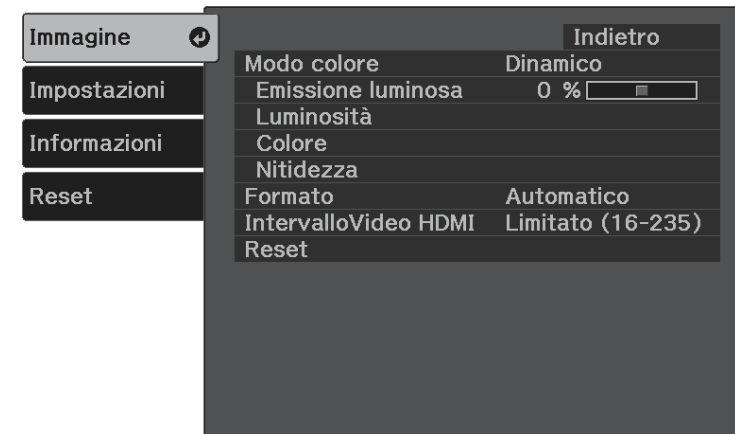 Immagine
Impostazioni
Informazioni
Reset
Indietro
Modo colore Dinamico
Emissione luminosa 0 %
Luminosità
Colore
Nitidezza
Formato Automatico
IntervalloVideo HDMI Limitato (16-235)
Reset